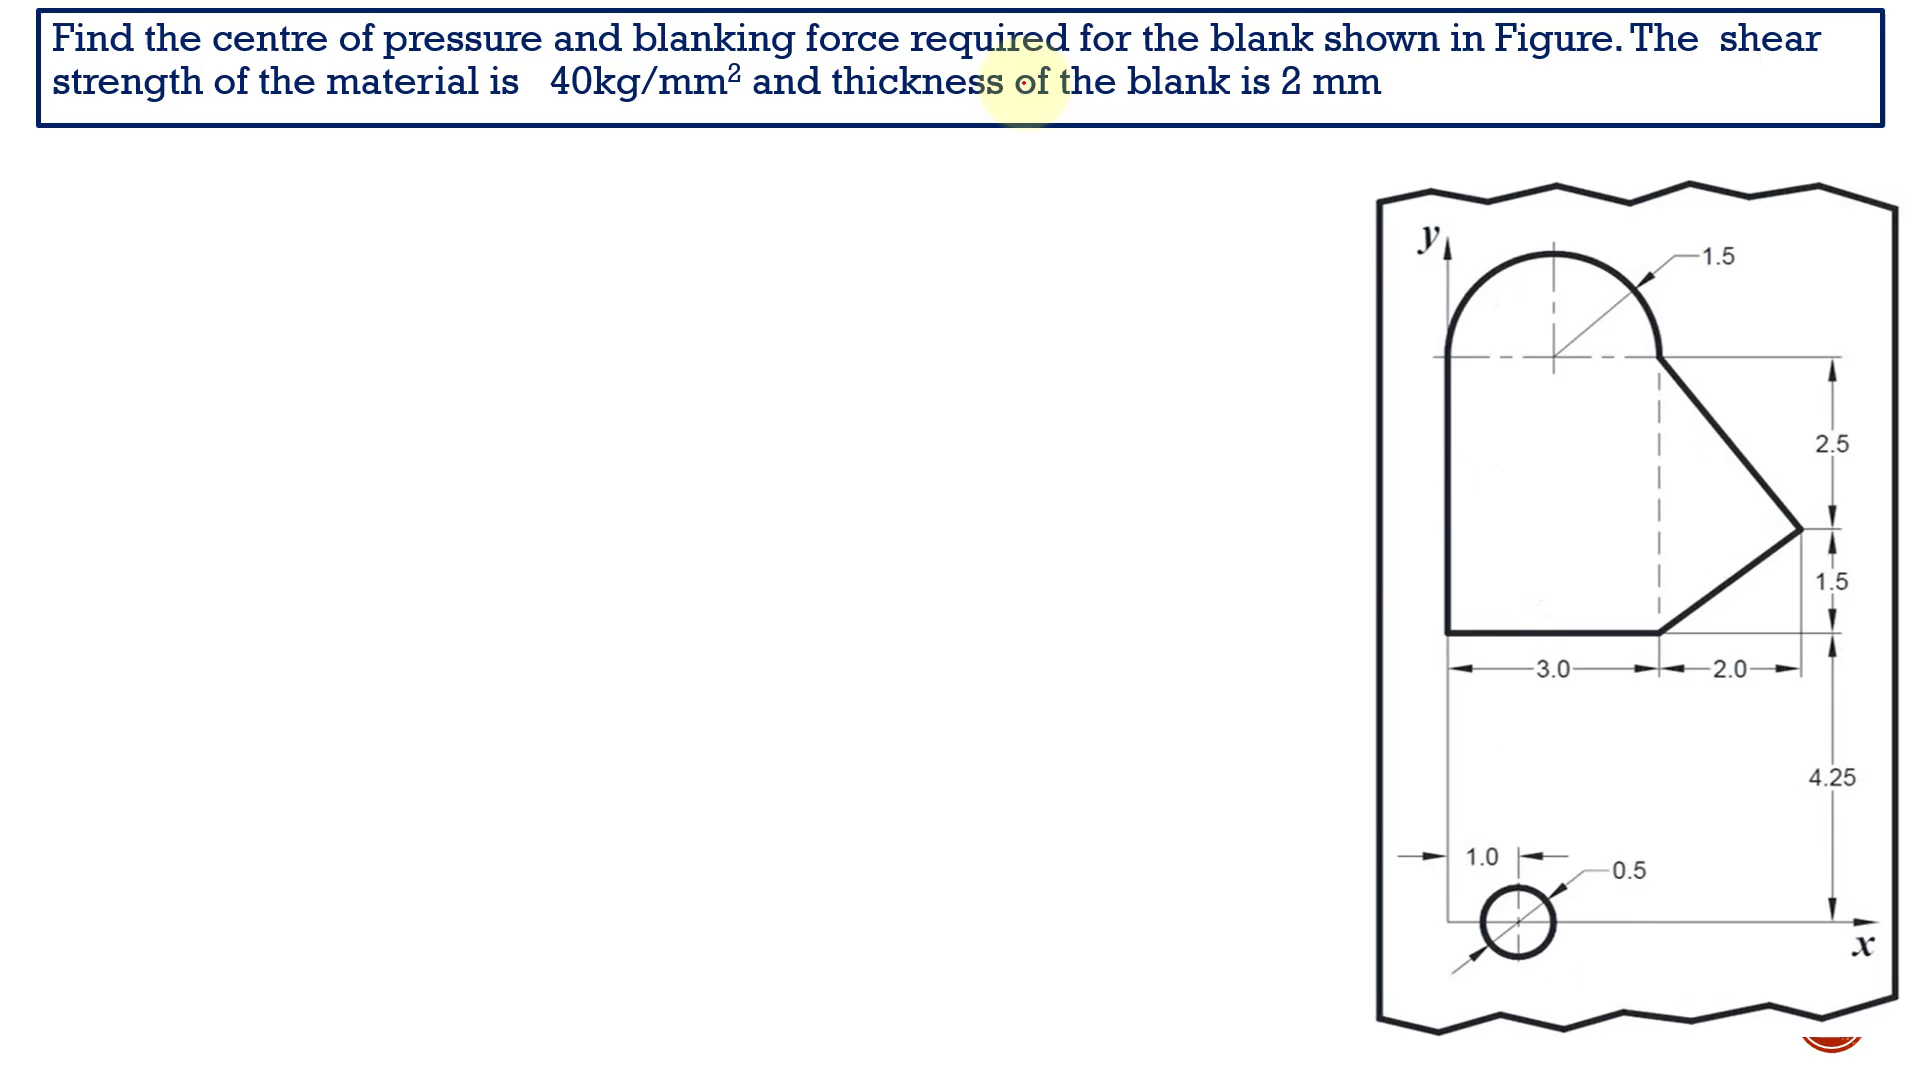 Find the centre of pressure and blanking force required for the blank shown in Figure. The shear
strength of the material is 40kg/mm² and thickness of the blank is 2 mm
y
1.5
2.5
1.5
3.0
2.0
4.25
1.0
0.5
x